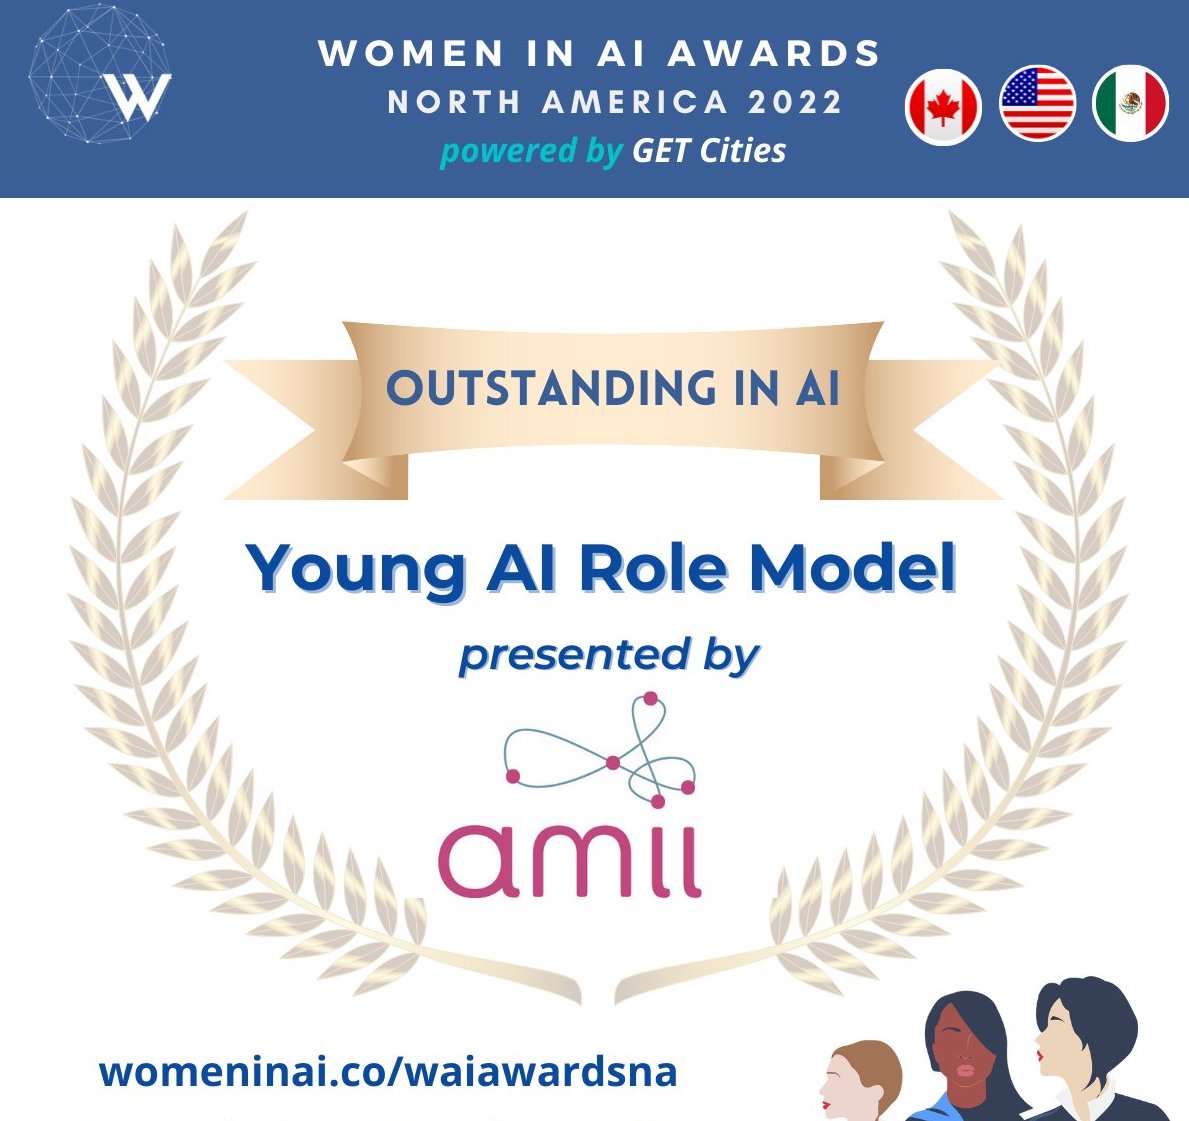 W
WOMEN IN AI AWARDS
NORTH AMERICA 2022
powered by GET Cities
OUTSTANDING IN AI
Young AI Role Model
presented by
amii
womeninai.co/waiawardsna